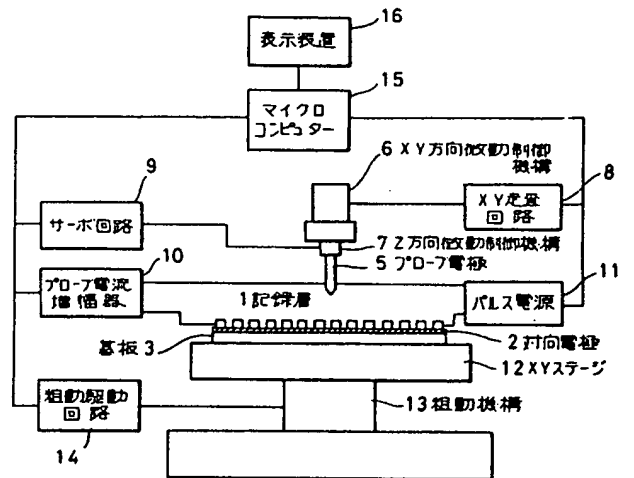 16
表示装置
15
マイクロ
コンピューター
6 XY方向微動制御
機構
9
8
サーボ回路
XY走査
回路
7 Z方向微動制御機構
5 プローブ電極
10
プローブ電流
増幅器
11
パルス電源
1記録層
2対向電極
基板3
12XYステージ
粗動駆動
回路
13粗動機構
14